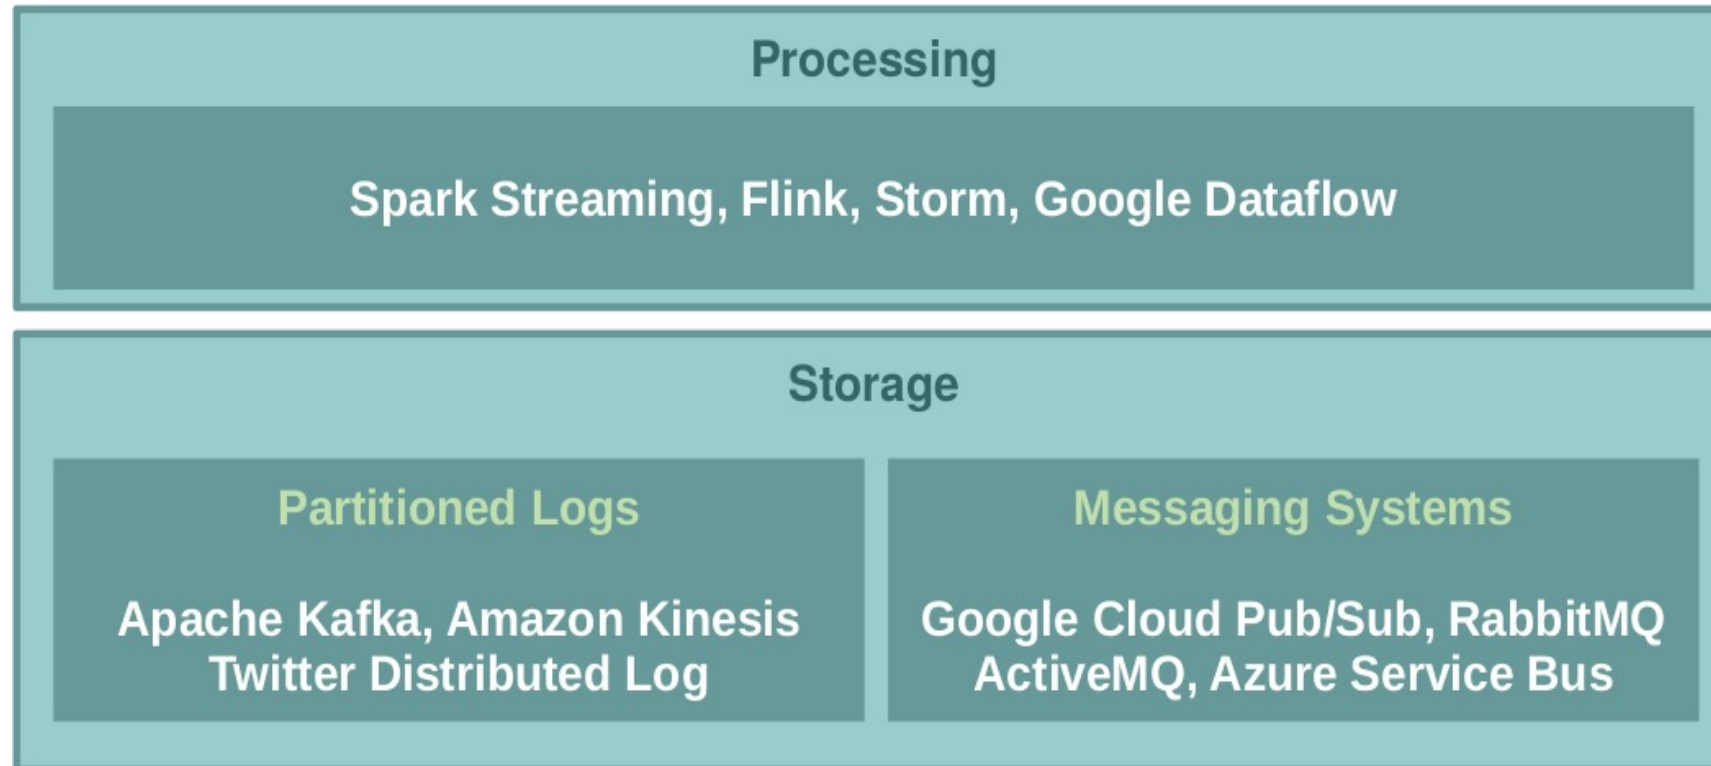 Processing
Spark Streaming, Flink, Storm, Google Dataflow
Storage
Partitioned Logs
Apache Kafka, Amazon Kinesis
Twitter Distributed Log
Messaging Systems
Google Cloud Pub/Sub, RabbitMQ
ActiveMQ, Azure Service Bus